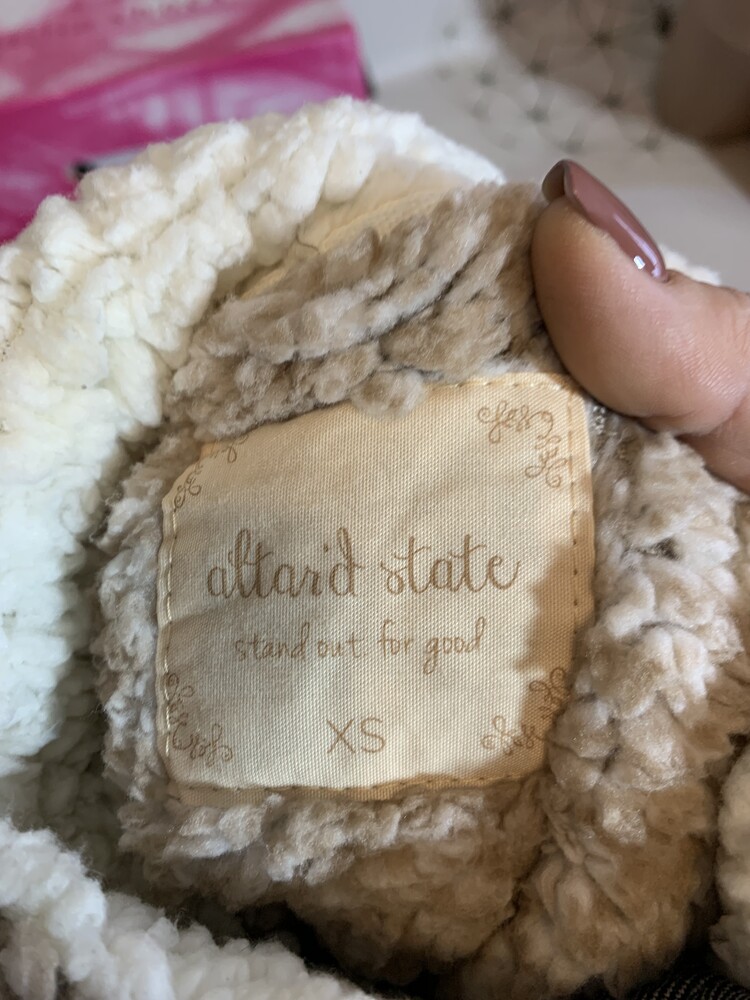 altar'd state
stand out for good
XS